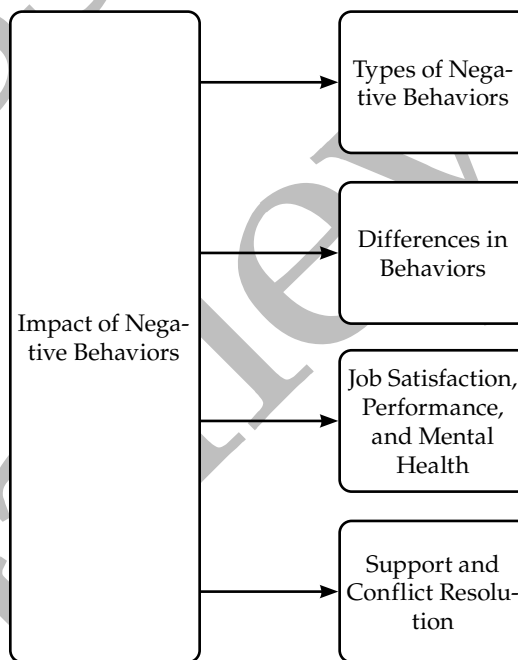 Types of Nega-
tive Behaviors
Differences in
Behaviors
Impact of Nega-
tive Behaviors
Job Satisfaction,
Performance,
and Mental
Health
Support and
Conflict Resolu-
tion